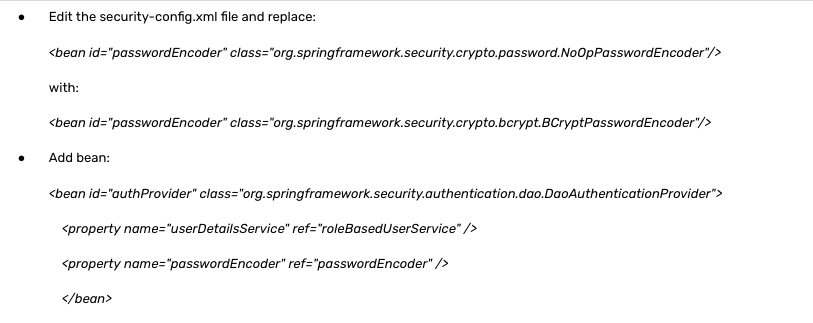 ● Edit the security-config.xml file and replace:
<bean id="passwordEncoder" class="org.springframework.security.crypto.password.NoOpPasswordEncoder"/>
with:
<bean id="passwordEncoder" class="org.springframework.security.crypto.bcrypt.BCryptPasswordEncoder"/>
● Add bean:
<bean id="authProvider" class="org.springframework.security.authentication.dao.DaoAuthenticationProvider">
<property name="userDetailsService" ref="roleBasedUserService" />
<property name="passwordEncoder" ref="passwordEncoder" />
</bean>